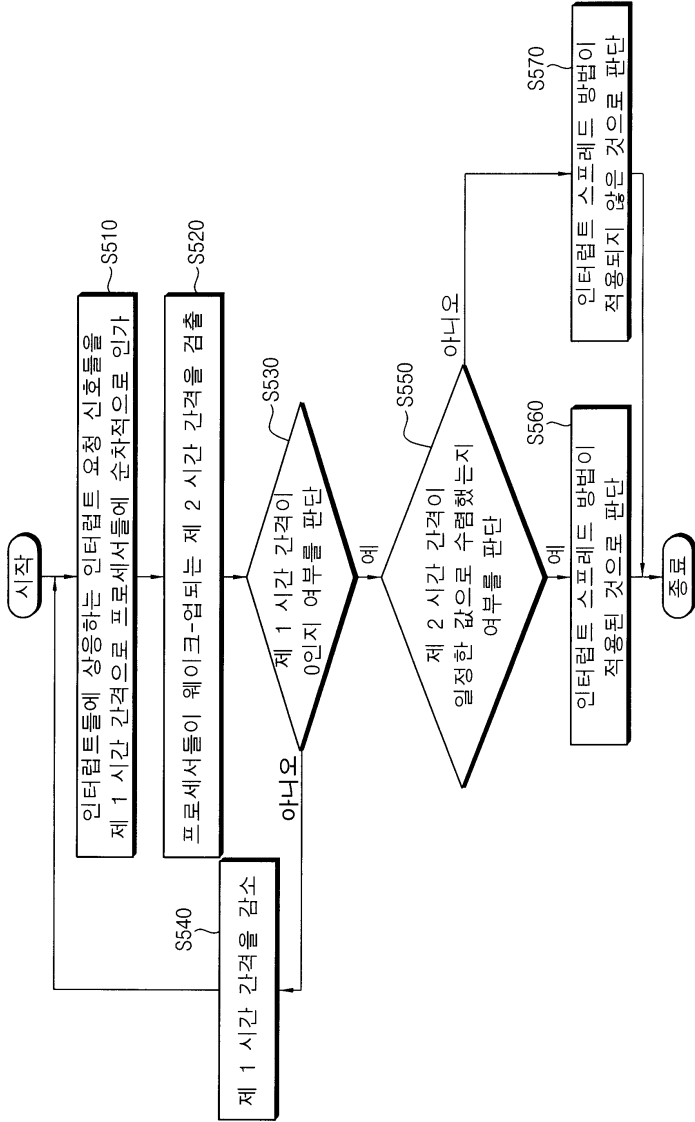 시작
S510
인터럽트들에 상응하는 인터럽트 요청 신호들을
제 1 시간 간격으로 프로세서들에 순차적으로 인가
S520
프로세서들이 웨이크-업되는 제 2 시간 간격을 검출
S530
제 1 시간 간격이
0인지 여부를 판단
아니오
예
S540
제 1 시간 간격을 감소
S550
제 2 시간 간격이
일정한 값으로 수렴했는지
여부를 판단
아니오
예
S560
인터럽트 스프레드 방법이
적용된 것으로 판단
S570
인터럽트 스프레드 방법이
적용되지 않은 것으로 판단
종료